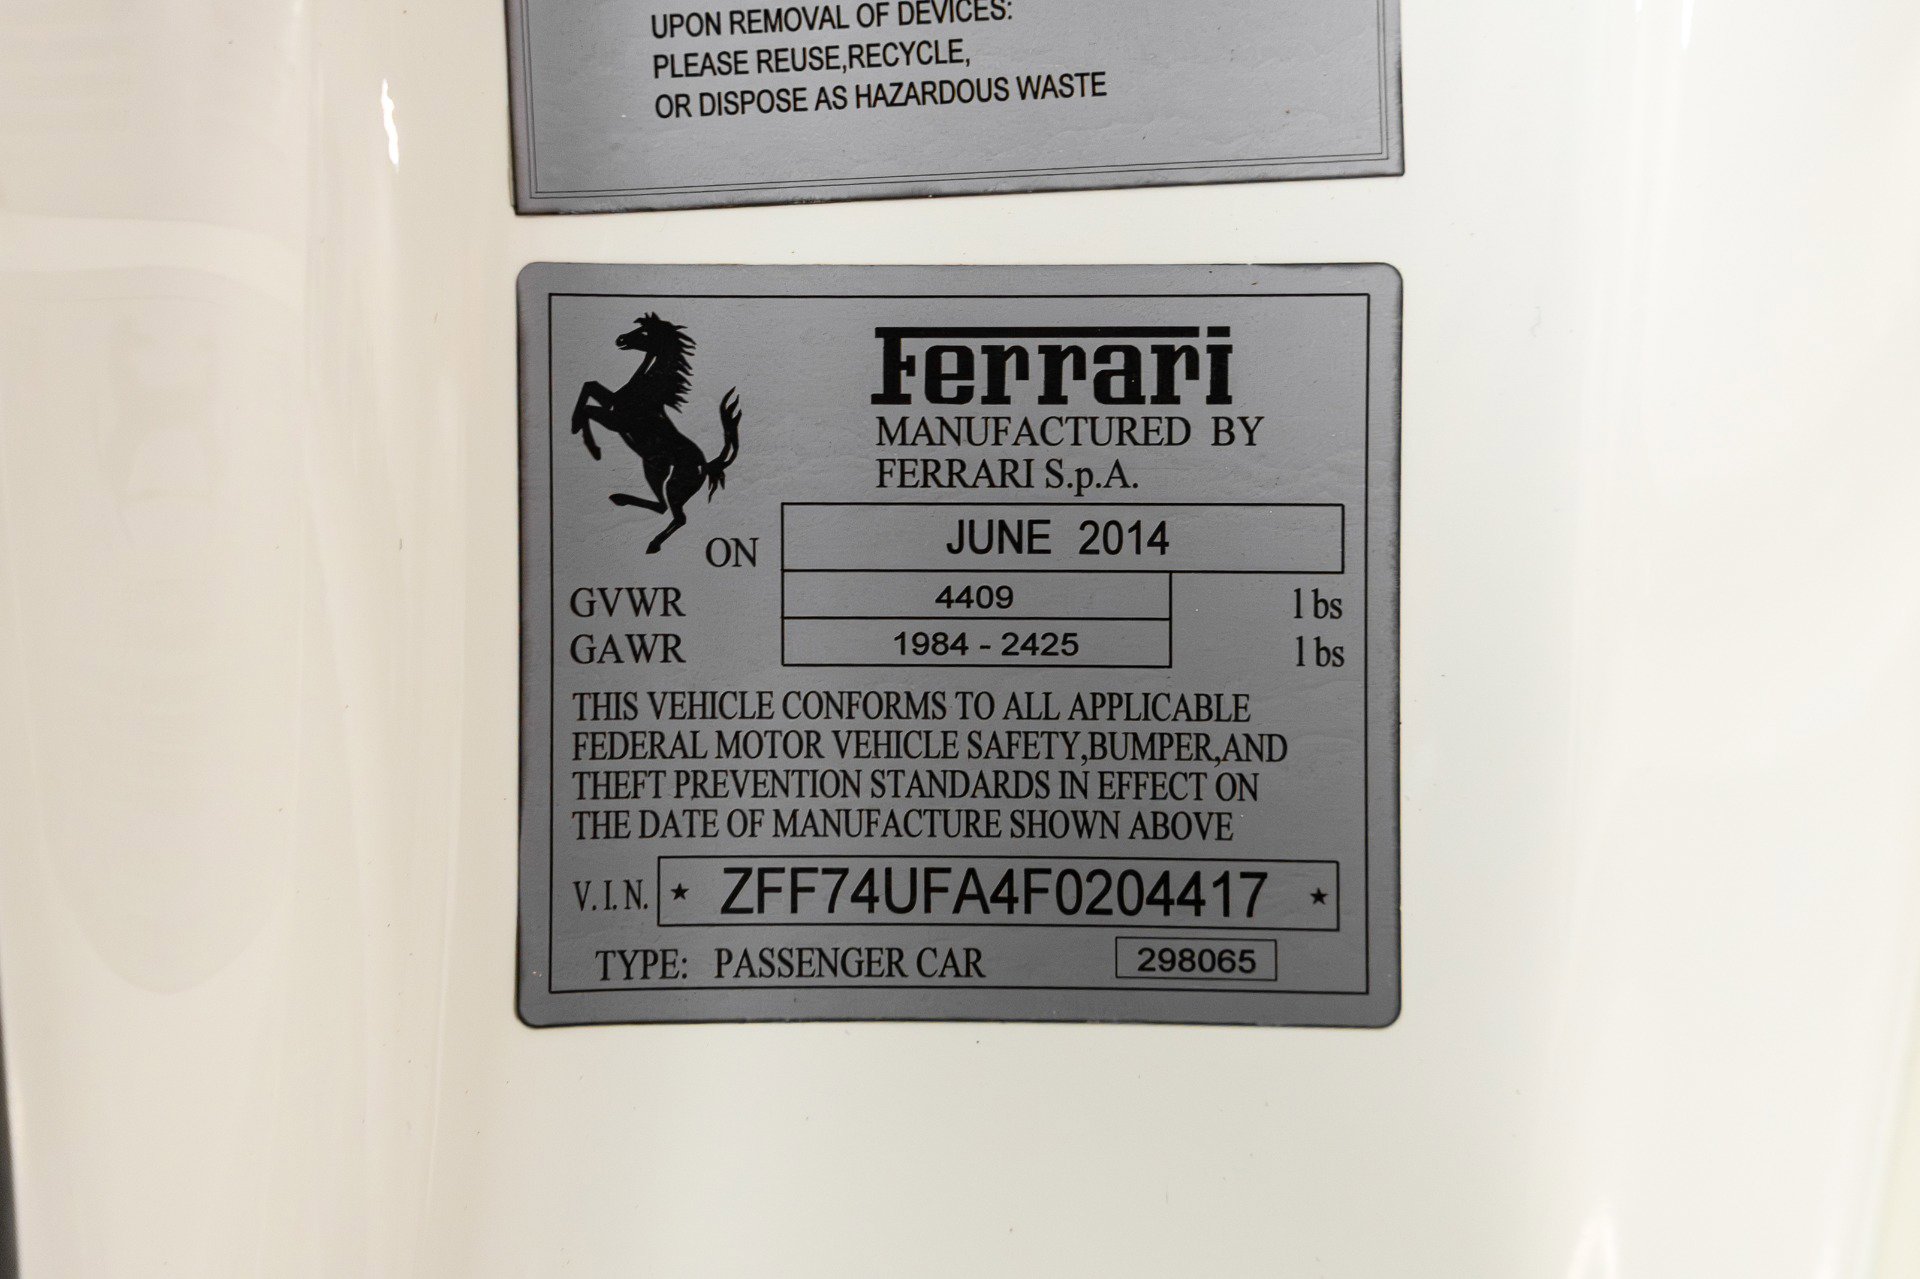 UPON REMOVAL OF DEVICES:
PLEASE REUSE,RECYCLE,
OR DISPOSE AS HAZARDOUS WASTE
Ferrari
MANUFACTURED BY
FERRARI S.p.A.
ON JUNE 2014
GVWR 4409 lbs
GAWR 1984 - 2425 lbs
THIS VEHICLE CONFORMS TO ALL APPLICABLE
FEDERAL MOTOR VEHICLE SAFETY,BUMPER,AND
THEFT PREVENTION STANDARDS IN EFFECT ON
THE DATE OF MANUFACTURE SHOWN ABOVE
V.I.N. ★ ZFF74UFA4F0204417 ★
TYPE: PASSENGER CAR 298065